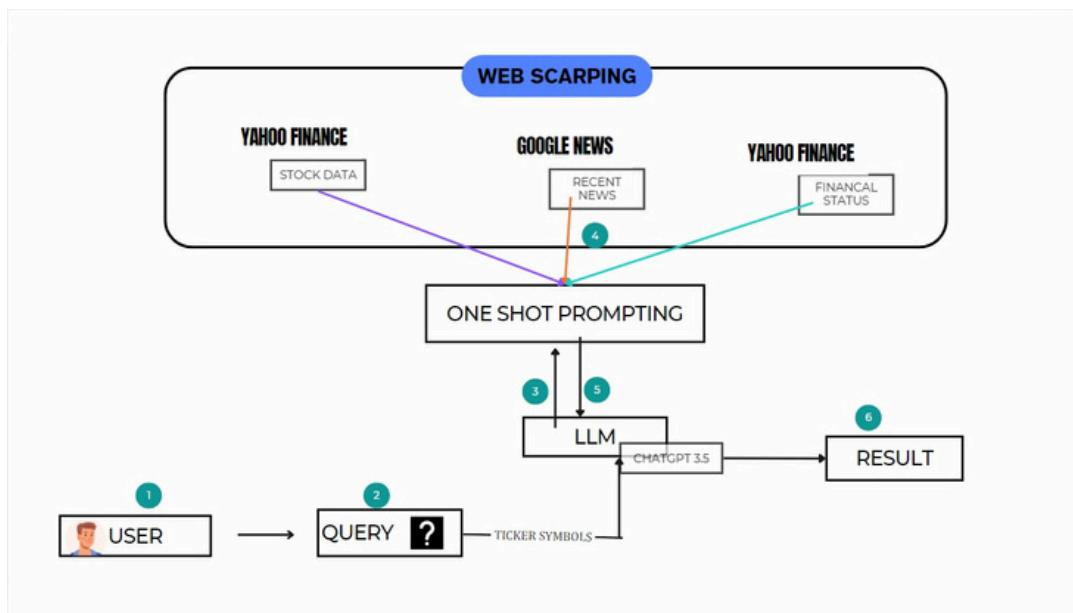 WEB SCARPING
YAHOO FINANCE
STOCK DATA
GOOGLE NEWS
RECENT
NEWS
YAHOO FINANCE
FINANCAL
STATUS
4
ONE SHOT PROMPTING
3
5
LLM
CHATGPT 3.5
6
RESULT
1
USER
2
QUERY ?
TICKER SYMBOLS